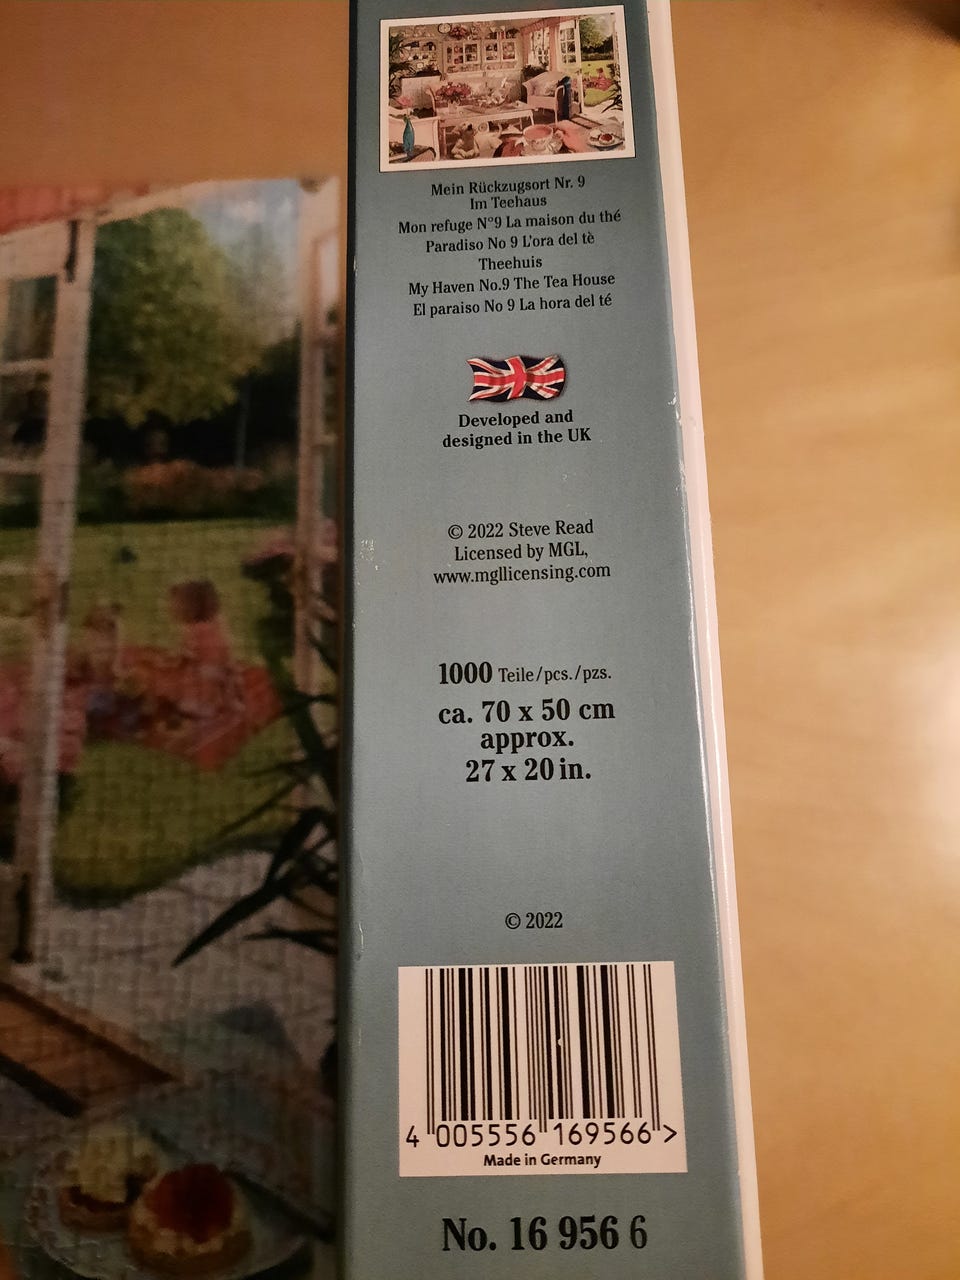 Mein Rückzugsort Nr. 9
Im Teehaus
Mon refuge N°9 La maison du thé
Paradiso No 9 L'ora del tè
Theehuis
My Haven No.9 The Tea House
El paraiso No 9 La hora del té
Developed and
designed in the UK
© 2022 Steve Read
Licensed by MGL,
www.mgllicensing.com
1000 Teile/pcs./pzs.
ca. 70 x 50 cm
approx.
27 x 20 in.
© 2022
4 005556 169566 >
Made in Germany
No. 16 956 6